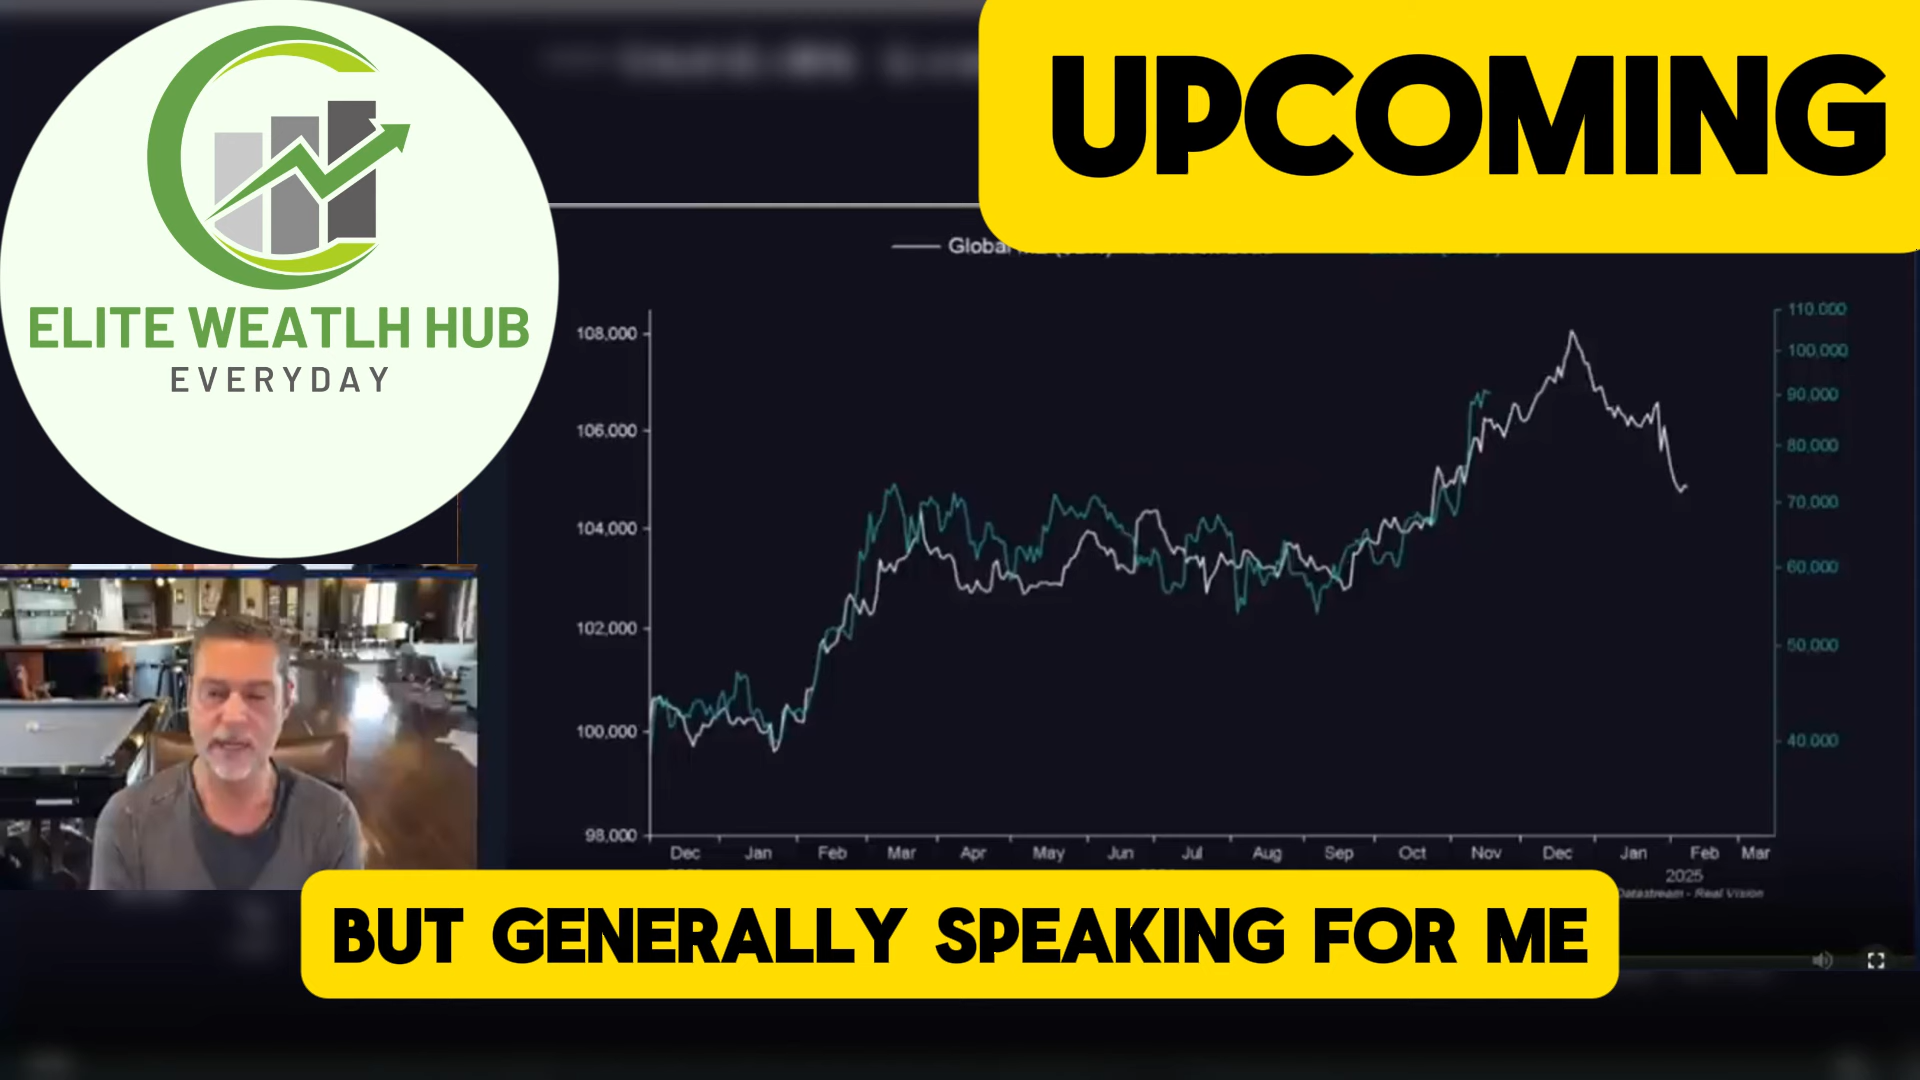 UPCOMING
ELITE WEATLH HUB
EVERYDAY
Global
108,000
106,000
104,000
102,000
100,000
98,000
110,000
100,000
90,000
80,000
70,000
60,000
50,000
40,000
Dec Jan Feb Mar Apr May Jun Jul Aug Sep Oct Nov Dec Jan Feb Mar
2025
Datastream - Real Vision
BUT GENERALLY SPEAKING FOR ME